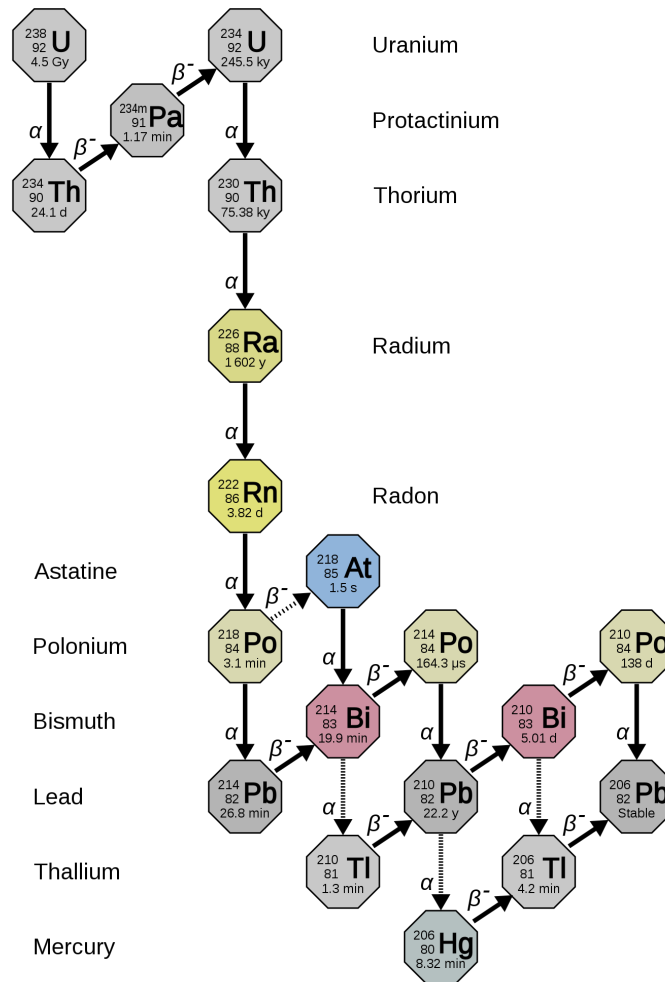 238
92
U
4.5 Gy
234
92
U
245.5 ky
Uranium
β-
α
α
234m
91
Pa
1.17 min
Protactinium
β-
234
90
Th
24.1 d
230
90
Th
75.38 ky
Thorium
α
226
88
Ra
1 602 y
Radium
α
222
86
Rn
3.82 d
Radon
Astatine
α
β-
218
85
At
1.5 s
Polonium
218
84
Po
3.1 min
214
84
Po
164.3 µs
210
84
Po
138 d
α
β-
β-
Bismuth
α
214
83
Bi
19.9 min
α
210
83
Bi
5.01 d
α
β-
β-
Lead
214
82
Pb
26.8 min
210
82
Pb
22.2 y
206
82
Pb
Stable
α
β-
α
β-
Thallium
210
81
Tl
1.3 min
α
206
81
Tl
4.2 min
β-
Mercury
206
80
Hg
8.32 min